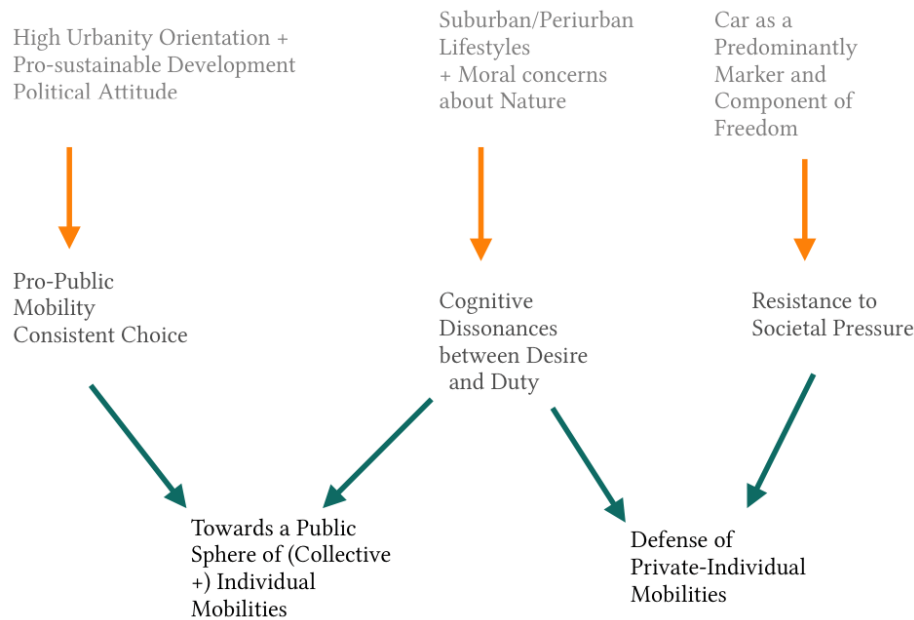 High Urbanity Orientation +
Pro-sustainable Development
Political Attitude
Suburban/Periurban
Lifestyles
+ Moral concerns
about Nature
Car as a
Predominantly
Marker and
Component of
Freedom
Pro-Public
Mobility
Consistent Choice
Cognitive
Dissonances
between Desire
and Duty
Resistance to
Societal Pressure
Towards a Public
Sphere of (Collective
+) Individual
Mobilities
Defense of
Private-Individual
Mobilities